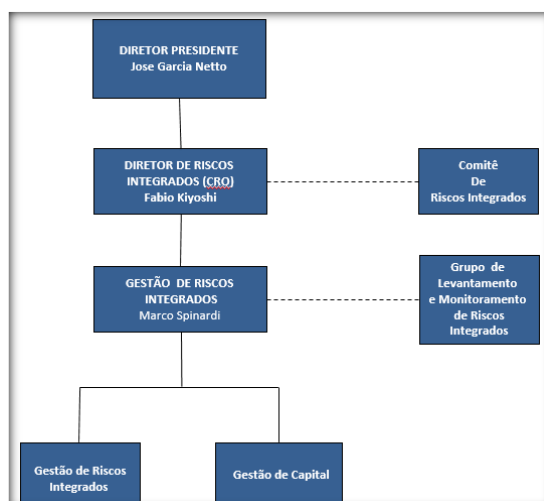 DIRETOR PRESIDENTE
Jose Garcia Netto
DIRETOR DE RISCOS
INTEGRADOS (CRO)
Fabio Kiyoshi
Comitê
De
Riscos Integrados
GESTÃO DE RISCOS
INTEGRADOS
Marco Spinardi
Grupo de
Levantamento
e Monitoramento
de Riscos
Integrados
Gestão de Riscos
Integrados
Gestão de Capital